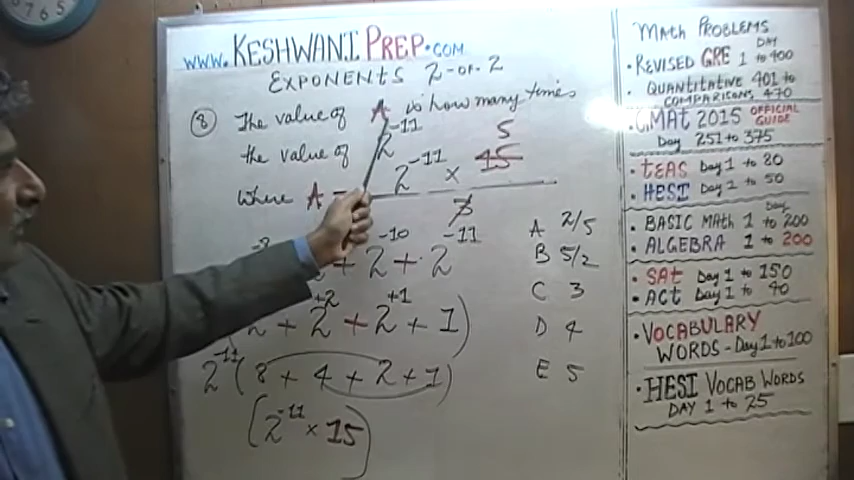 www.KESHWANI PREP.COM
EXPONENTS 2-OF-2
8 The value of A is how many times
the value of 2^-11
Where A = 2^-11 × 15 5
3
-8 + 2^-10 + 2^-11
2 + 2^+2 + 2^+1 + 1)
2^-11 (8 + 4 + 2 + 1)
(2^-11 × 15)
A 2/5
B 5/2
C 3
D 4
E 5
Math PROBLEMS
• REVISED GRE DAY 1 to 400
• QUANTITATIVE 401 to
COMPARISONS 470
• GMAT 2015 OFFICIAL GUIDE
Day 251 to 375
• tEAS Day 1 to 80
• HESI Day 1 to 50
Day
• BASIC Math 1 to 200
• ALGEBRA 1 to 200
• SAt Day 1 to 150
• ACt Day 1 to 40
• VOCABULARY
WORDS - Day 1 to 100
• HESI VOCAB WORDS
DAY 1 to 25
7 6 5